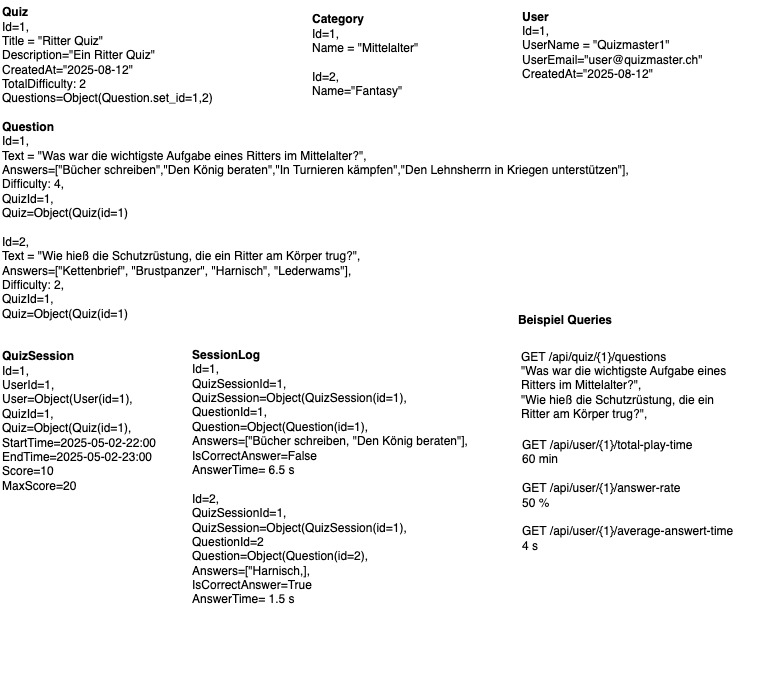 Quiz
Id=1,
Title = "Ritter Quiz"
Description="Ein Ritter Quiz"
CreatedAt="2025-08-12"
TotalDifficulty: 2
Questions=Object(Question.set_id=1,2)
Category
Id=1,
Name = "Mittelalter"
Id=2,
Name="Fantasy"
User
Id=1,
UserName = "Quizmaster1"
UserEmail="user@quizmaster.ch"
CreatedAt="2025-08-12"
Question
Id=1,
Text = "Was war die wichtigste Aufgabe eines Ritters im Mittelalter?",
Answers=["Bücher schreiben","Den König beraten","In Turnieren kämpfen","Den Lehnsherrn in Kriegen unterstützen"],
Difficulty: 4,
QuizId=1,
Quiz=Object(Quiz(id=1)
Id=2,
Text = "Wie hieß die Schutzrüstung, die ein Ritter am Körper trug?",
Answers=["Kettenbrief", "Brustpanzer", "Harnisch", "Lederwams"],
Difficulty: 2,
QuizId=1,
Quiz=Object(Quiz(id=1)
QuizSession
Id=1,
UserId=1,
User=Object(User(id=1),
QuizId=1,
Quiz=Object(Quiz(id=1),
StartTime=2025-05-02-22:00
EndTime=2025-05-02-23:00
Score=10
MaxScore=20
SessionLog
Id=1,
QuizSessionId=1,
QuizSession=Object(QuizSession(id=1),
QuestionId=1,
Question=Object(Question(id=1),
Answers=["Bücher schreiben, "Den König beraten"],
IsCorrectAnswer=False
AnswerTime= 6.5 s
Id=2,
QuizSessionId=1,
QuizSession=Object(QuizSession(id=1),
QuestionId=2
Question=Object(Question(id=2),
Answers=["Harnisch,],
IsCorrectAnswer=True
AnswerTime= 1.5 s
Beispiel Queries
GET /api/quiz/{1}/questions
"Was war die wichtigste Aufgabe eines
Ritters im Mittelalter?",
"Wie hieß die Schutzrüstung, die ein
Ritter am Körper trug?",
GET /api/user/{1}/total-play-time
60 min
GET /api/user/{1}/answer-rate
50 %
GET /api/user/{1}/average-answert-time
4 s